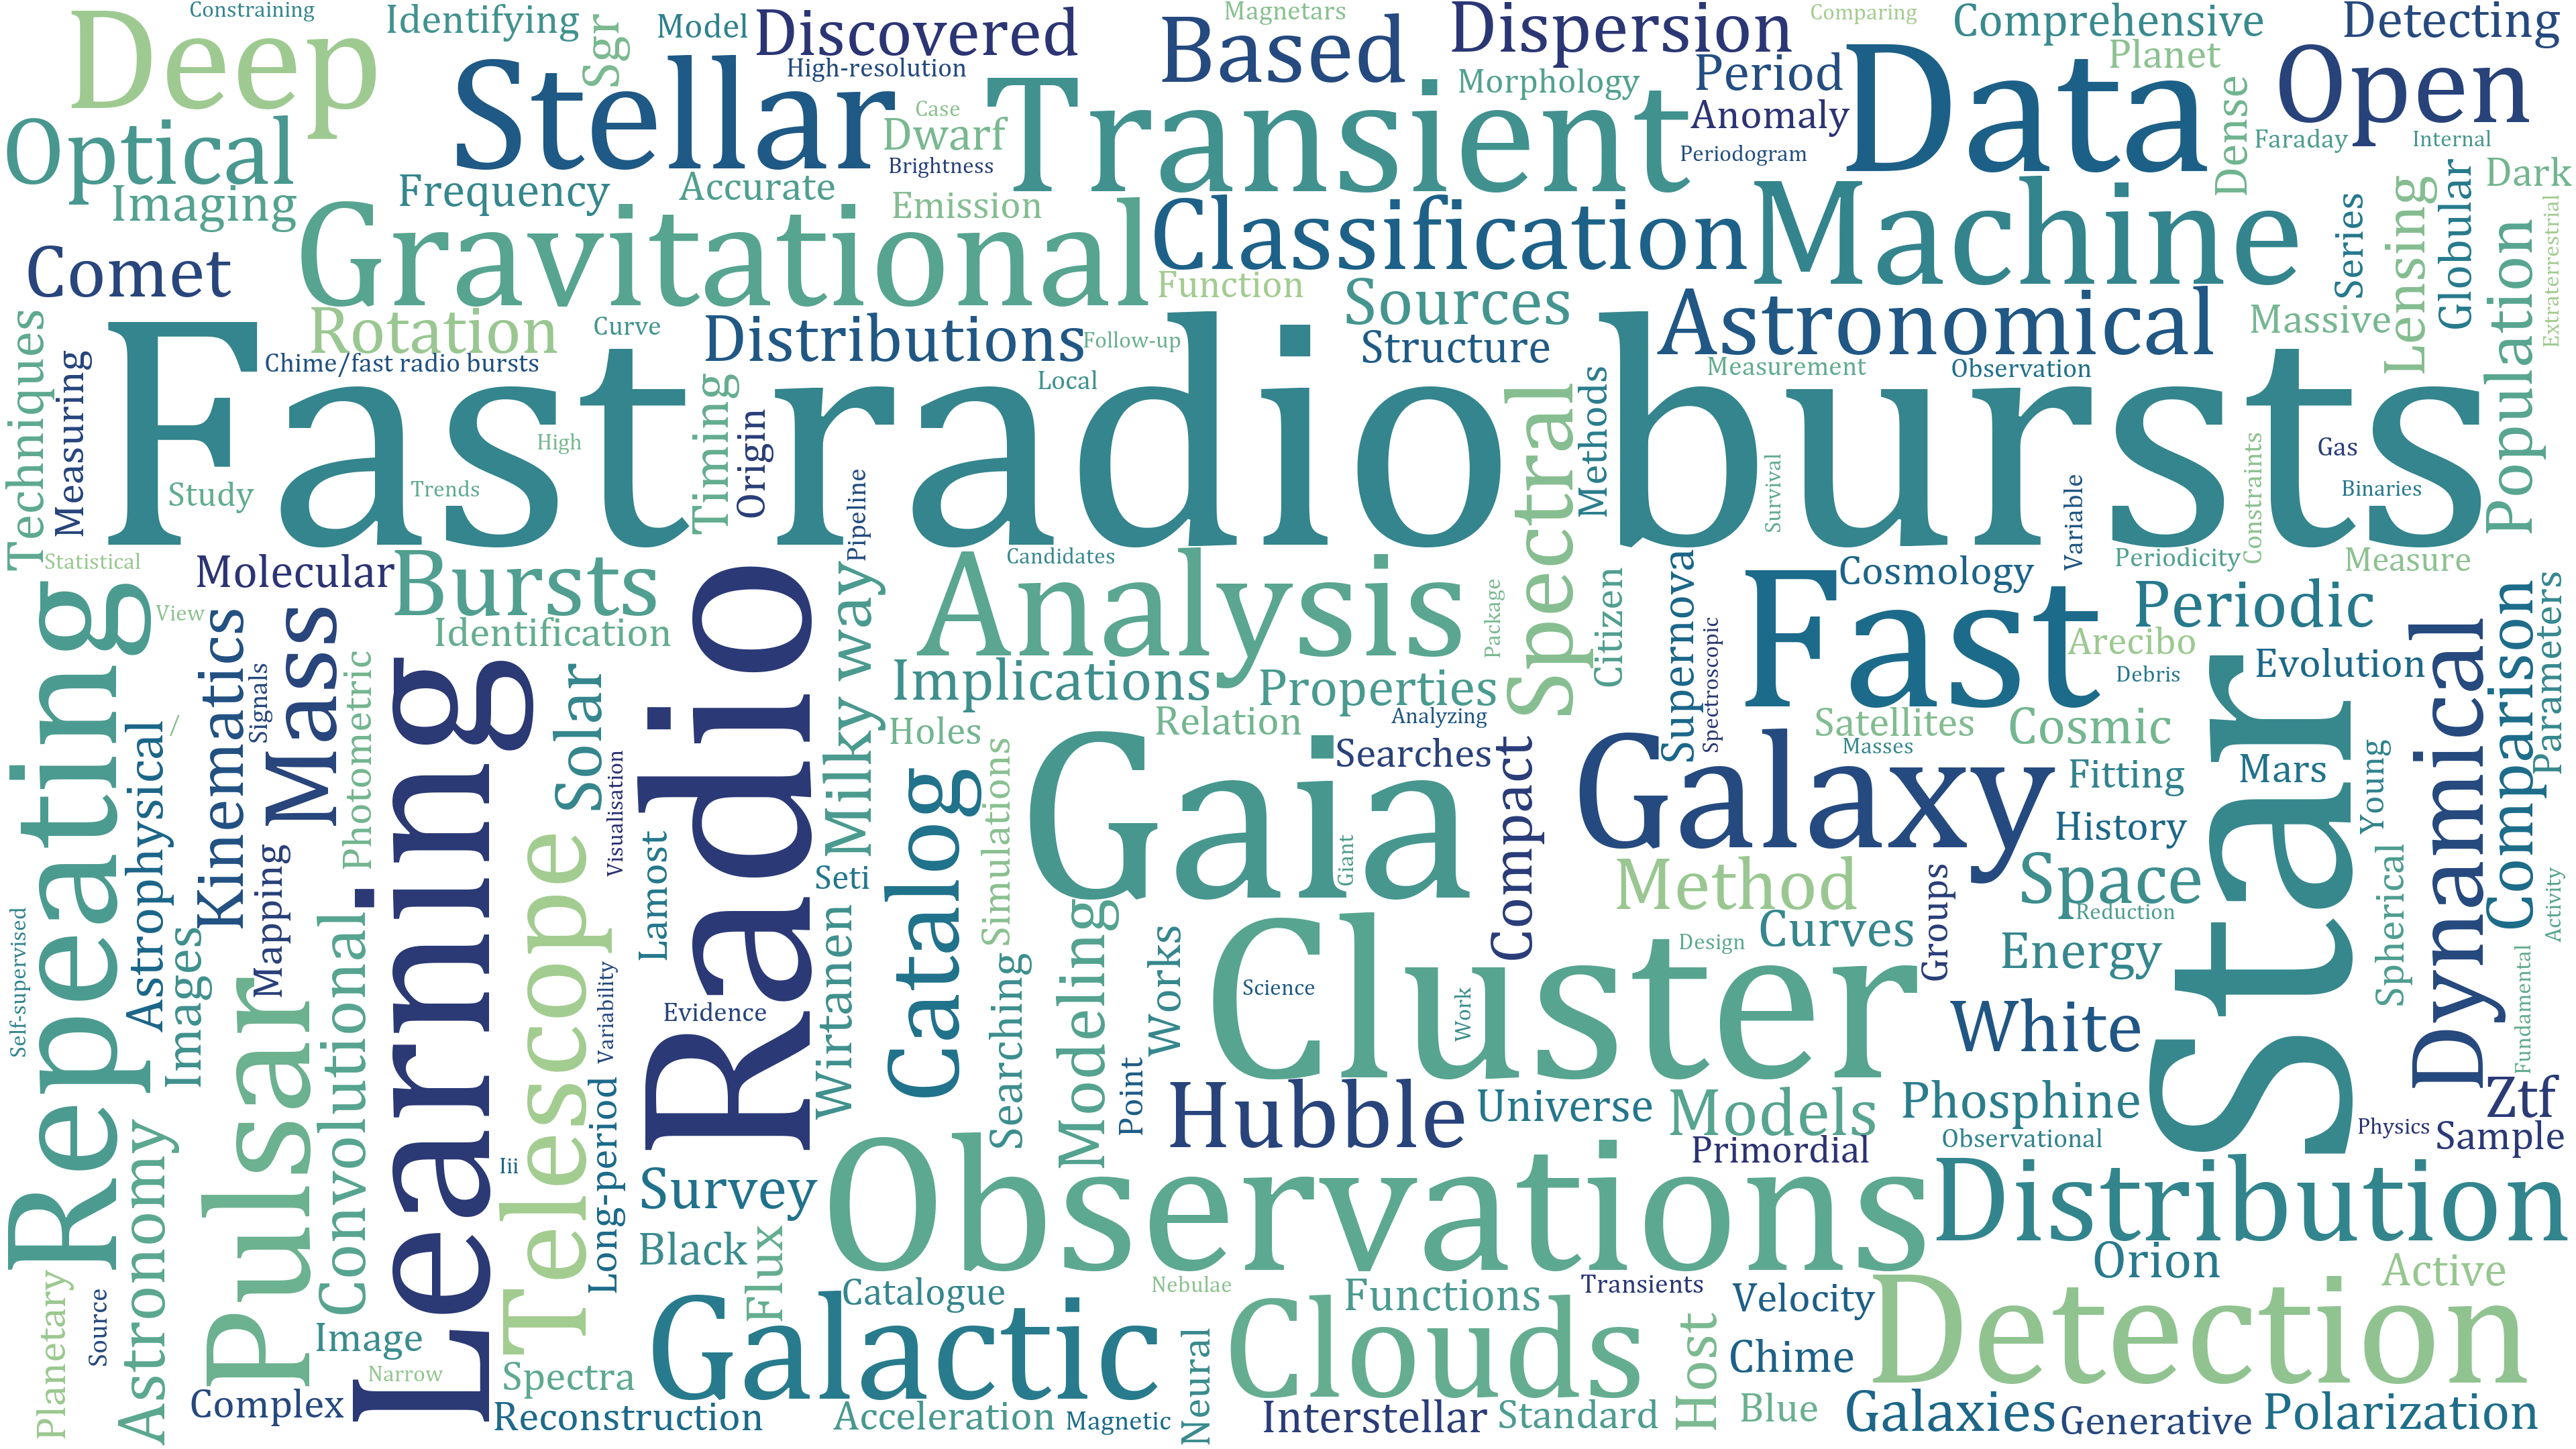 Constraining
Identifying
Model
Discovered
Magnetars
Dispersion
Comparing
Comprehensive
Detecting
Deep
Sgr
High-resolution
Based
Morphology
Period
Data
Planet
Open
Stellar
Case
Transient
Anomaly
Optical
Dwarf
Brightness
Periodogram
Dense
Faraday
Internal
Imaging
Frequency
Accurate
Emission
Classification
Machine
Series
Lensing
Globular
Dark
Extraterrestrial
Comet
Gravitational
Function
Sources
Astronomical
Massive
Population
Techniques
Rotation
Curve
Distributions
Follow-up
Structure
Measuring
Chime/fast radio bursts
Local
Measurement
Observation
Fast radio bursts
Timing
Origin
Spectral
Methods
Study
Trends
High
Pipeline
Survival
Variable
Constraints
Gas
Binaries
Statistical
Molecular
Bursts
Candidates
Analysis
Cosmology
Periodicity
Measure
Repeating
View
Kinematics
Mass
Identification
Radio
Milky way
Package
Citizen
Supernova
Fast
Periodic
Parameters
Signals
Photometric
Learning
Solar
Implications
Properties
Spectroscopic
Arecibo
Debris
Evolution
Dynamical
Comparison
Astrophysical
/
Holes
Relation
Analyzing
Satellites
Cosmic
Star
Visualisation
Simulations
Gaia
Searches
Compact
Galaxy
Masses
Fitting
Mars
Young
Mapping
Telescope
Lamost
Seti
Catalog
Giant
Method
History
Spherical
Images
Convolutional
Wirtanen
Modeling
Works
Cluster
Groups
Space
Reduction
Activity
Self-supervised
Pulsar
Variability
Evidence
Searching
Science
Work
Design
Curves
Energy
Fundamental
Point
White
Astronomy
Long-period
Hubble
Universe
Models
Phosphine
Ztf
Iii
Survey
Observations
Primordial
Observational
Physics
Sample
Black
Flux
Distribution
Planetary
Source
Catalogue
Nebulae
Functions
Transients
Velocity
Orion
Active
Image
Galactic
Clouds
Host
Chime
Detection
Narrow
Spectra
Neural
Complex
Reconstruction
Acceleration
Magnetic
Interstellar
Standard
Blue
Galaxies
Generative
Polarization